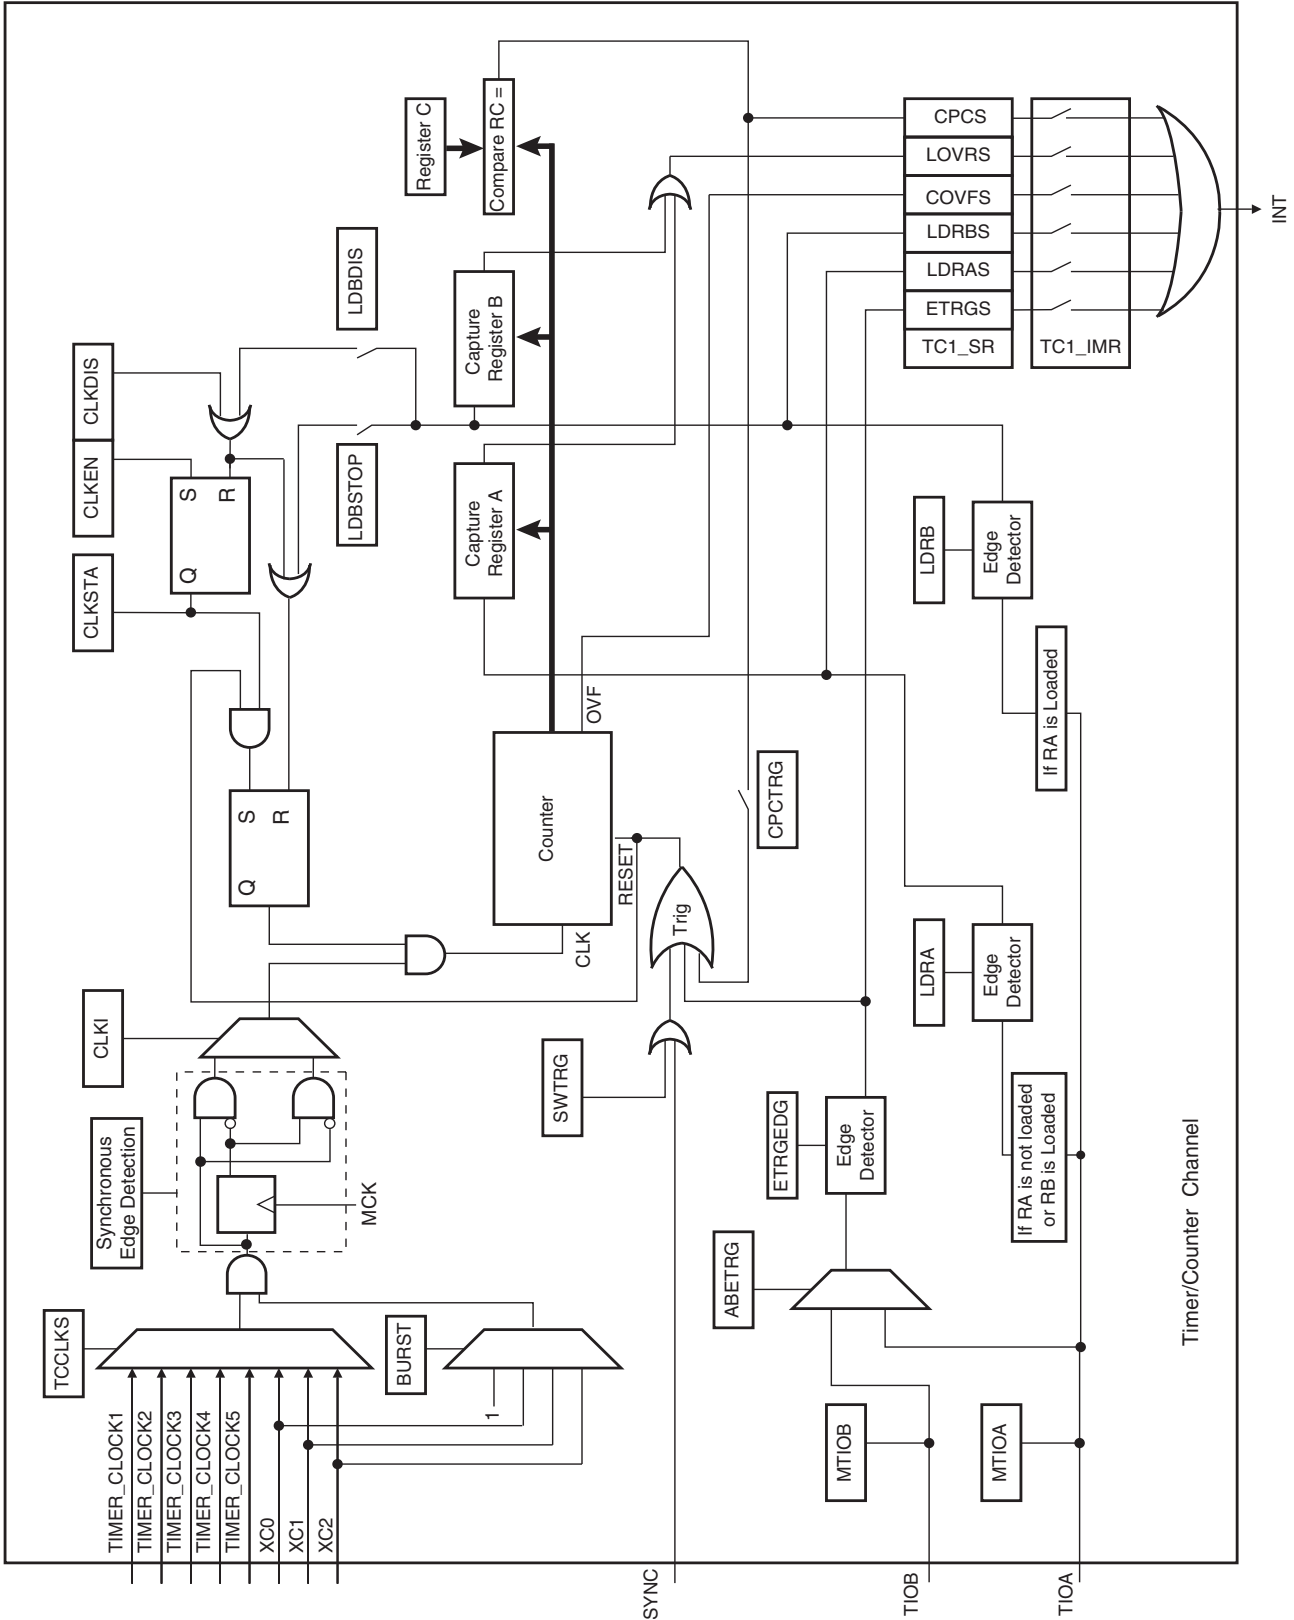 TCCLKS
TIMER_CLOCK1
TIMER_CLOCK2
TIMER_CLOCK3
TIMER_CLOCK4
TIMER_CLOCK5
XC0
XC1
XC2
BURST
1
Synchronous
Edge Detection
MCK
CLKI
CLKSTA
CLKEN
CLKDIS
Q
S
R
Q
S
R
LDBSTOP
LDBDIS
Register C
Capture
Register A
Capture
Register B
Compare RC =
Counter
CLK
OVF
RESET
SWTRG
SYNC
Trig
CPCTRG
ABETRG
ETRGEDG
Edge
Detector
MTIOB
TIOB
MTIOA
TIOA
LDRA
Edge
Detector
If RA is not loaded
or RB is Loaded
LDRB
Edge
Detector
If RA is Loaded
CPCS
LOVRS
COVFS
LDRBS
LDRAS
ETRGS
TC1_SR
TC1_IMR
INT
Timer/Counter Channel